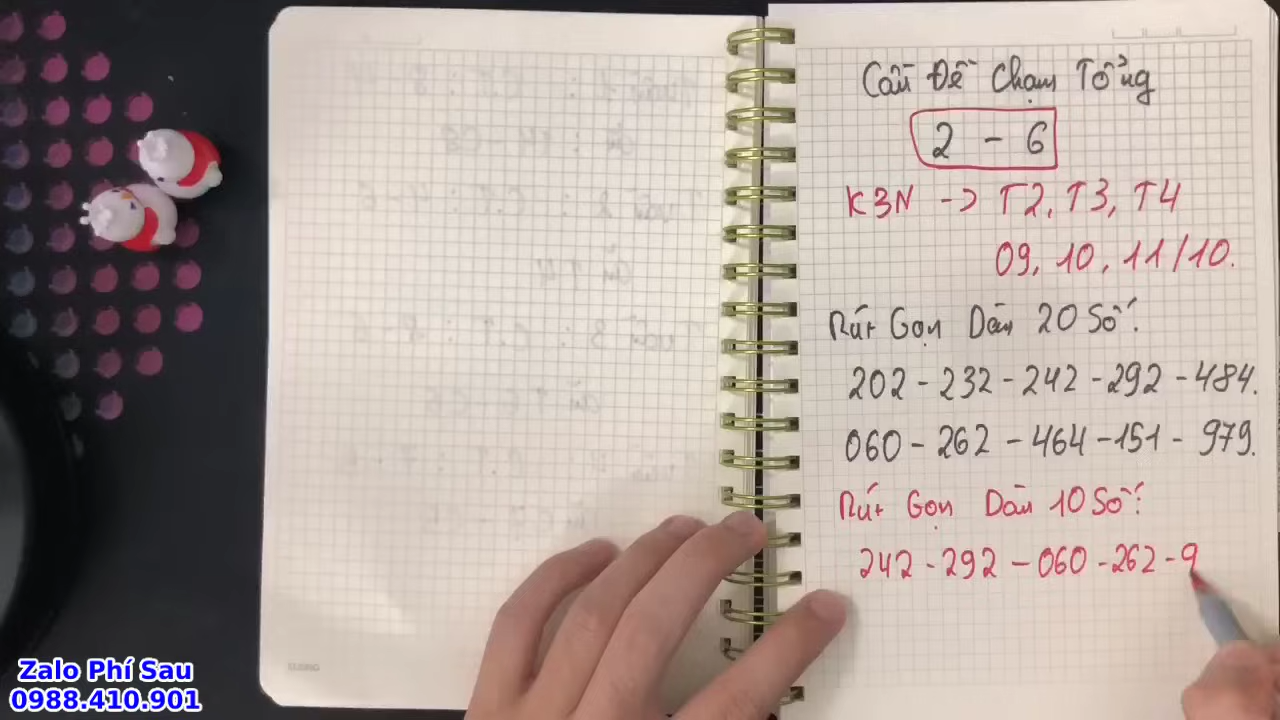 Cầu Đề Chạm Tổng
2 - 6
K3N -> T2, T3, T4
09, 10, 11/10.
Rút Gọn Dàn 20 Số:
202 - 232 - 242 - 292 - 484.
060 - 262 - 464 - 151 - 979.
Rút Gọn Dàn 10 Số:
242 - 292 - 060 - 262 - 9
Zalo Phí Sau
0988.410.901